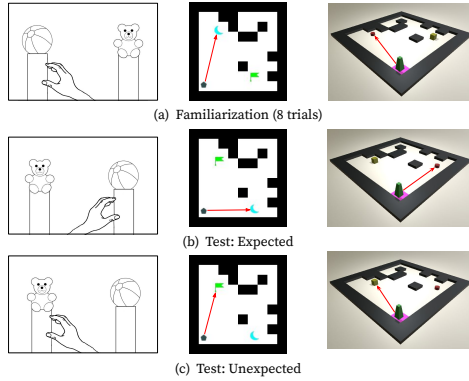 (a) Familiarization (8 trials)
(b) Test: Expected
(c) Test: Unexpected